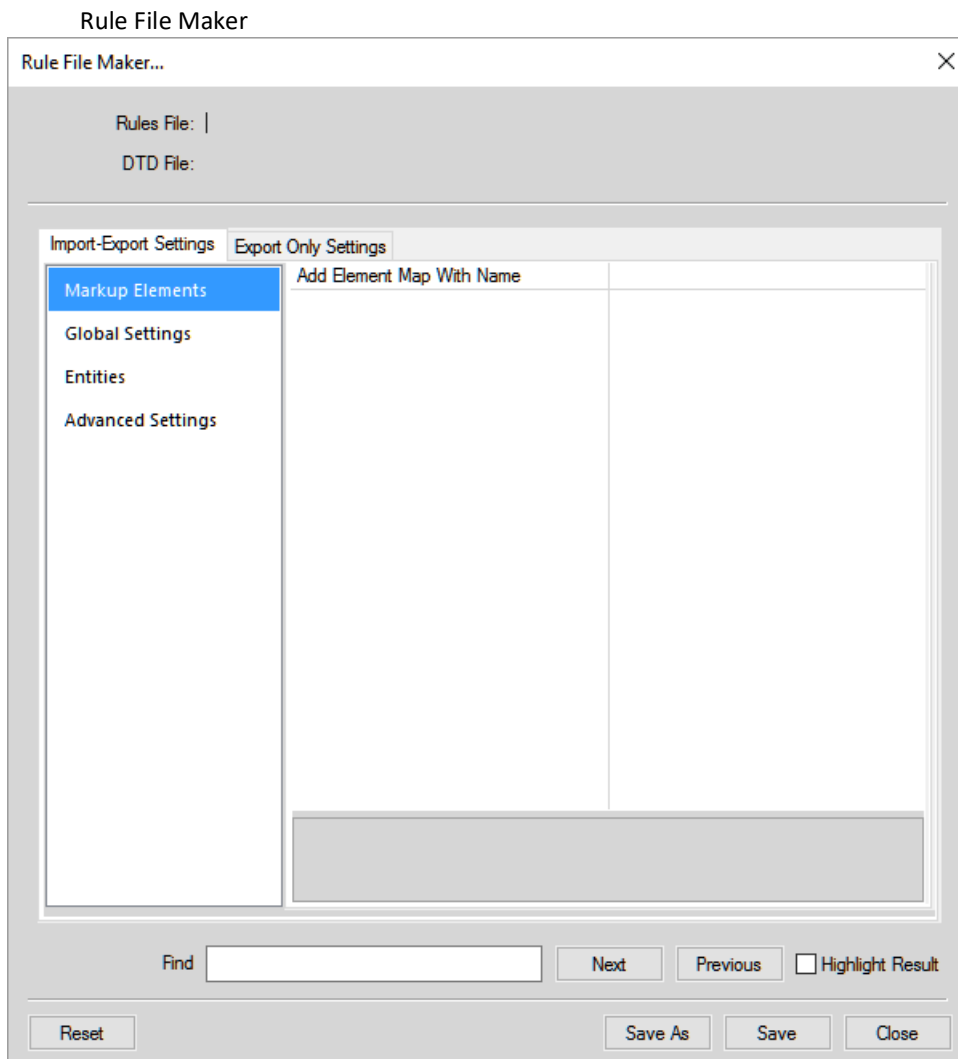 Rule File Maker
Rule File Maker...
Rules File:
DTD File:
Import-Export Settings Export Only Settings
Markup Elements
Add Element Map With Name
Global Settings
Entities
Advanced Settings
Find Next Previous Highlight Result
Reset Save As Save Close